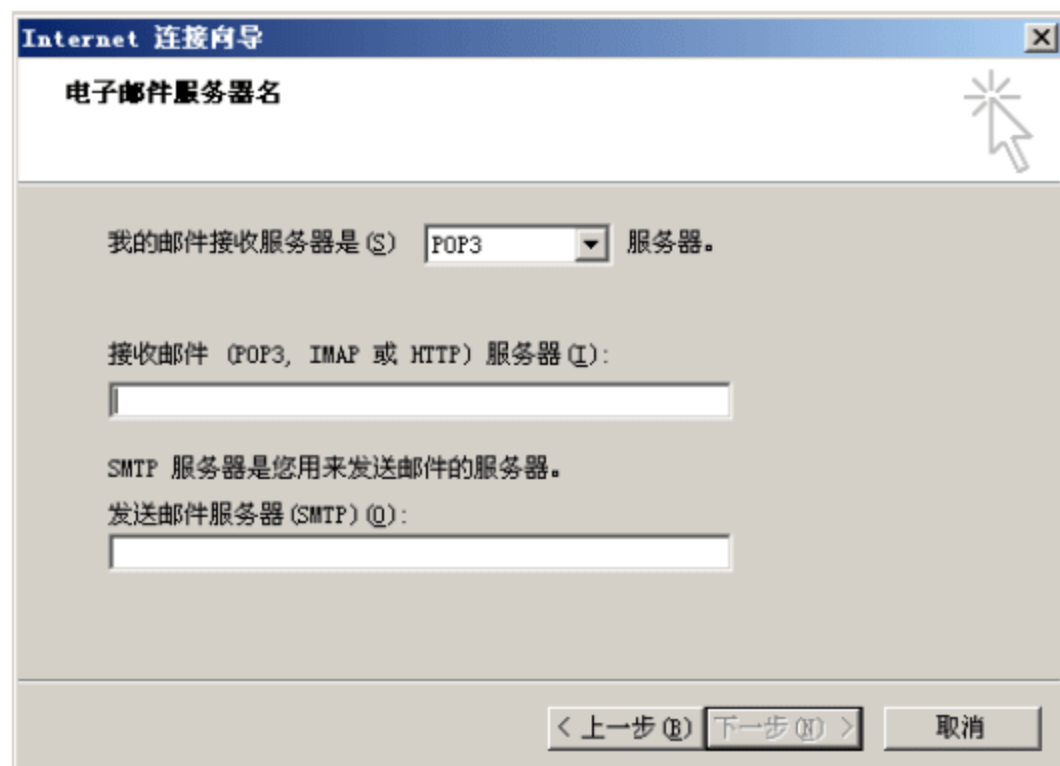 Internet 连接向导
电子邮件服务器名
我的邮件接收服务器是(S) POP3 服务器。
接收邮件 (POP3, IMAP 或 HTTP) 服务器(I):
SMTP 服务器是您用来发送邮件的服务器。
发送邮件服务器(SMTP)(O):
< 上一步(B) 下一步(N) > 取消